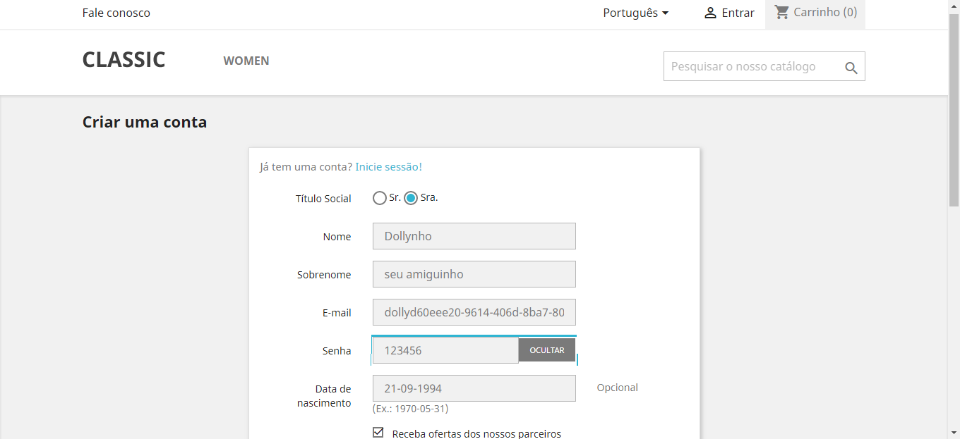 Fale conosco
Português
Entrar
Carrinho (0)
CLASSIC
WOMEN
Pesquisar o nosso catálogo
Criar uma conta
Já tem uma conta? Inicie sessão!
Título Social Sr. Sra.
Nome Dollynho
Sobrenome seu amiguinho
E-mail dollyd60eee20-9614-406d-8ba7-80
Senha 123456 OCULTAR
Data de nascimento 21-09-1994 Opcional
(Ex.: 1970-05-31)
Receba ofertas dos nossos parceiros